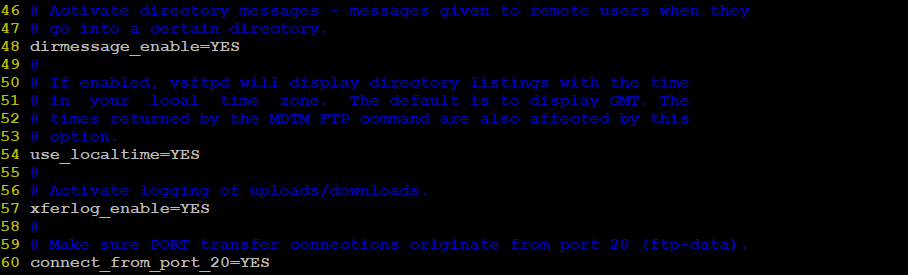 46 # Activate directory messages - messages given to remote users when they
47 # go into a certain directory.
48 dirmessage_enable=YES
49 #
50 # If enabled, vsftpd will display directory listings with the time
51 # in  your  local  time  zone.  The default is to display GMT. The
52 # times returned by the MDTM FTP command are also affected by this
53 # option.
54 use_localtime=YES
55 #
56 # Activate logging of uploads/downloads.
57 xferlog_enable=YES
58 #
59 # Make sure PORT transfer connections originate from port 20 (ftp-data).
60 connect_from_port_20=YES